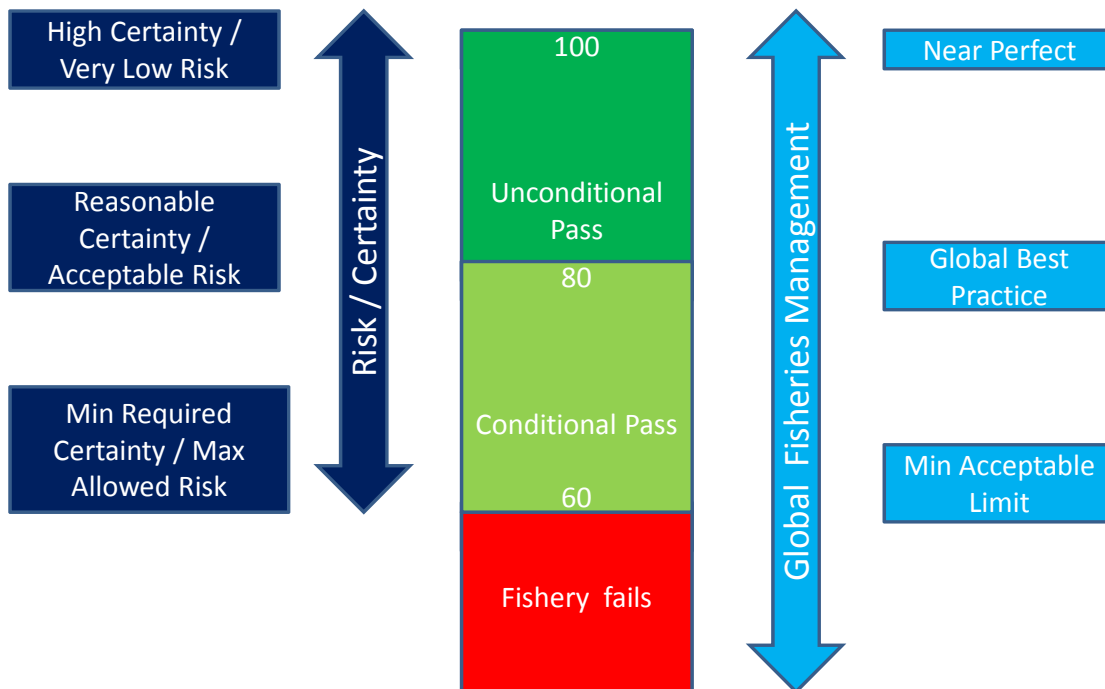 High Certainty /
Very Low Risk
Reasonable
Certainty /
Acceptable Risk
Min Required
Certainty / Max
Allowed Risk
Risk / Certainty
100
Unconditional
Pass
80
Conditional Pass
60
Fishery fails
Global Fisheries Management
Near Perfect
Global Best
Practice
Min Acceptable
Limit